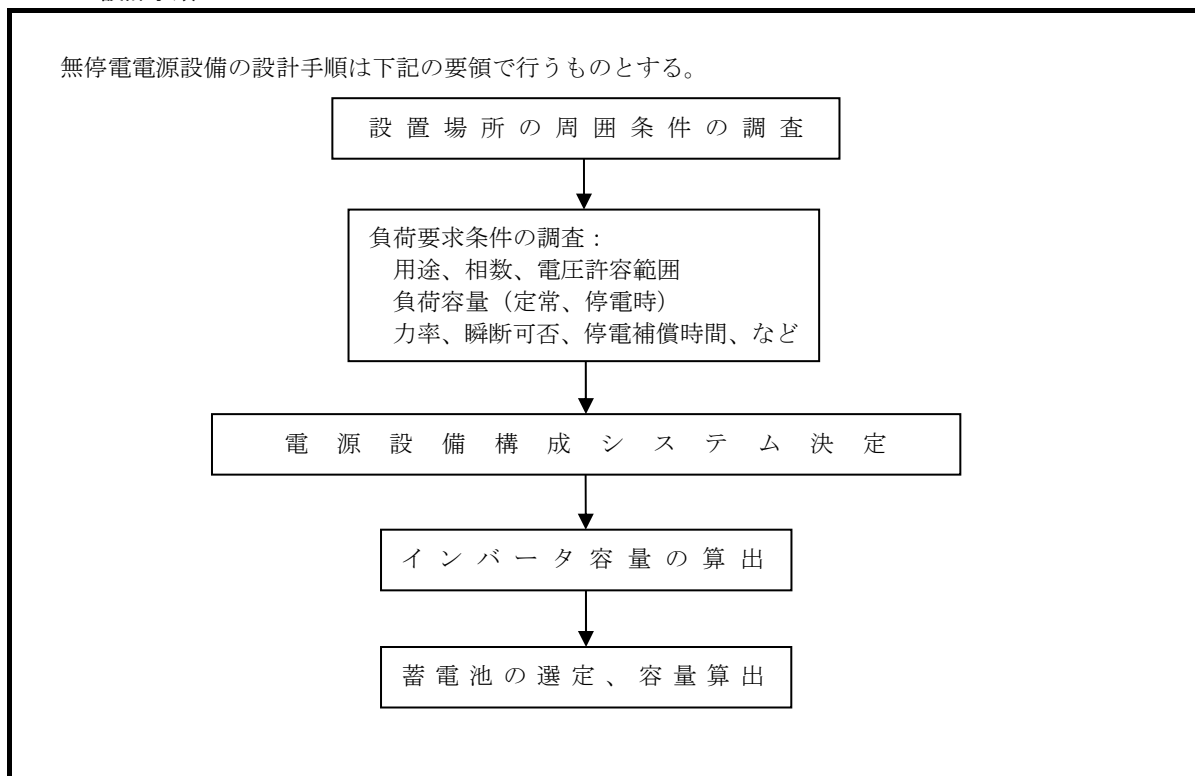 無停電電源設備の設計手順は下記の要領で行うものとする。
設置場所の周囲条件の調査
負荷要求条件の調査：
用途、相数、電圧許容範囲
負荷容量（定常、停電時）
力率、瞬断可否、停電補償時間、など
電源設備構成システム決定
インバータ容量の算出
蓄電池の選定、容量算出